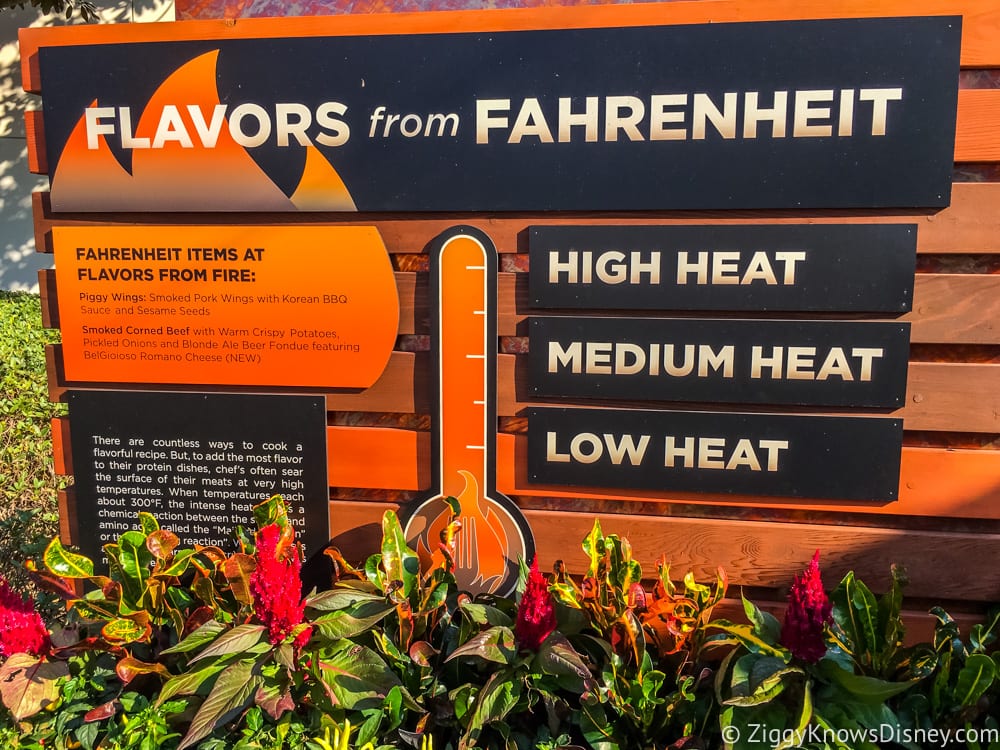 FLAVORS from FAHRENHEIT
FAHRENHEIT ITEMS AT
FLAVORS FROM FIRE:
Piggy Wings: Smoked Pork Wings with Korean BBQ
Sauce and Sesame Seeds
Smoked Corned Beef with Warm Crispy Potatoes,
Pickled Onions and Blonde Ale Beer Fondue featuring
BelGioioso Romano Cheese (NEW)
HIGH HEAT
MEDIUM HEAT
LOW HEAT
There are countless ways to cook a
flavorful recipe. But, to add the most flavor
to their protein dishes, chef's often sear
the surface of their meats at very high
temperatures. When temperatures reach
about 300°F, the intense heat a
chemical reaction between the and
amino called the
or the reaction".
© ZiggyKnowsDisney.com